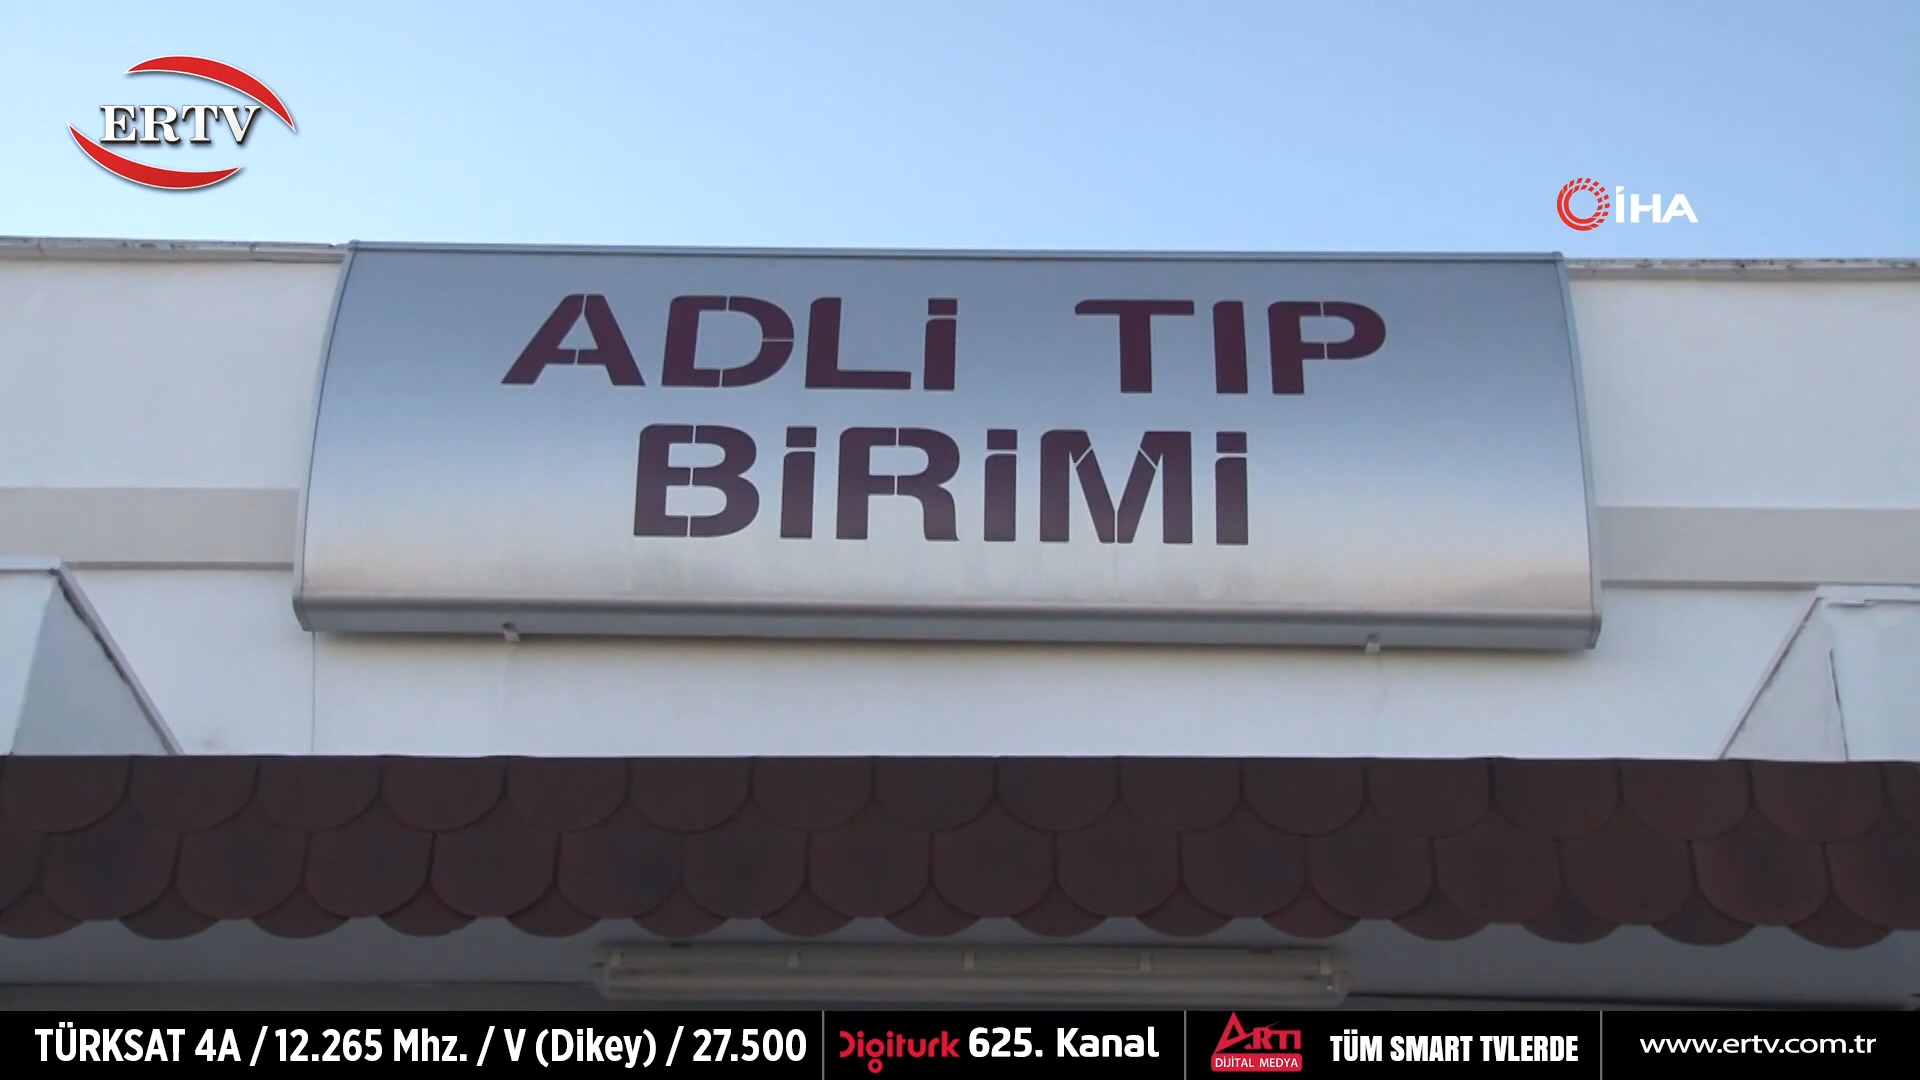 ERTV
İHA
ADLİ TIP
BİRİMİ
TÜRKSAT 4A / 12.265 Mhz. / V (Dikey) / 27.500
Digiturk 625. Kanal
ARTI
DİJİTAL MEDYA
TÜM SMART TVLERDE
www.ertv.com.tr